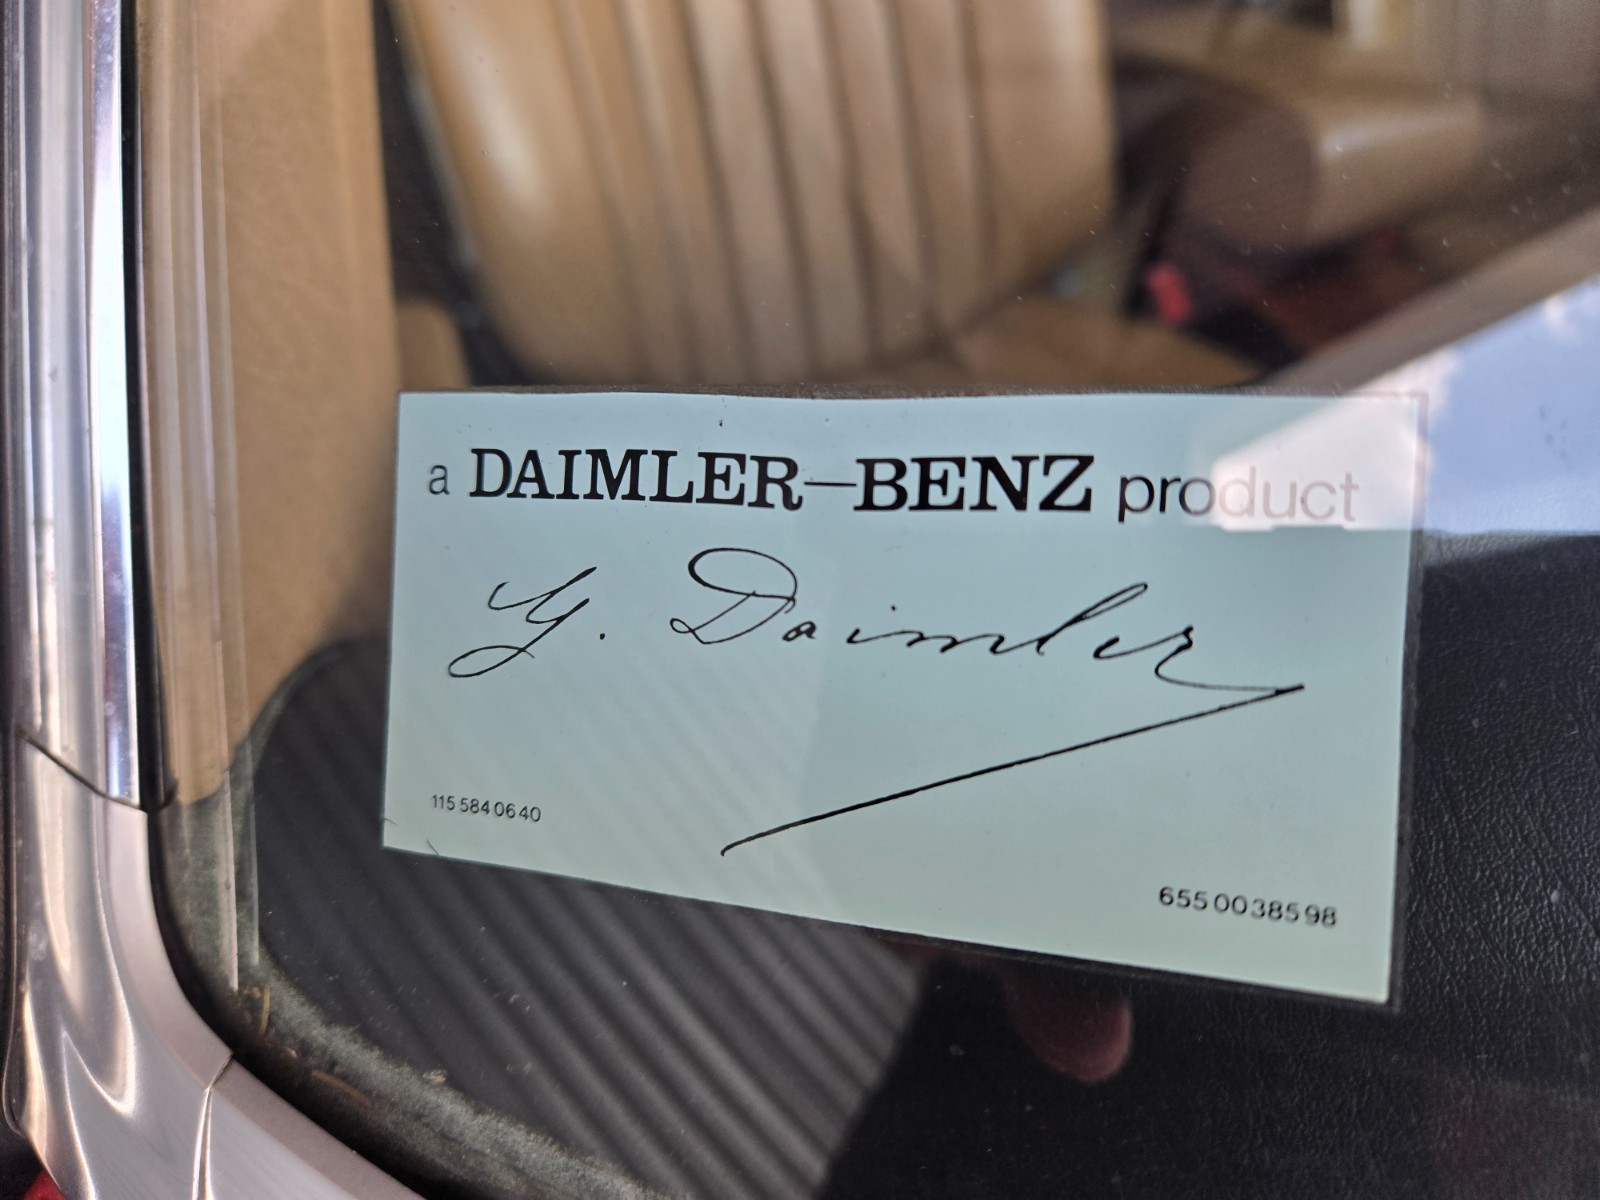 a DAIMLER—BENZ product
G. Daimler
115 584 06 40
655 00 385 98